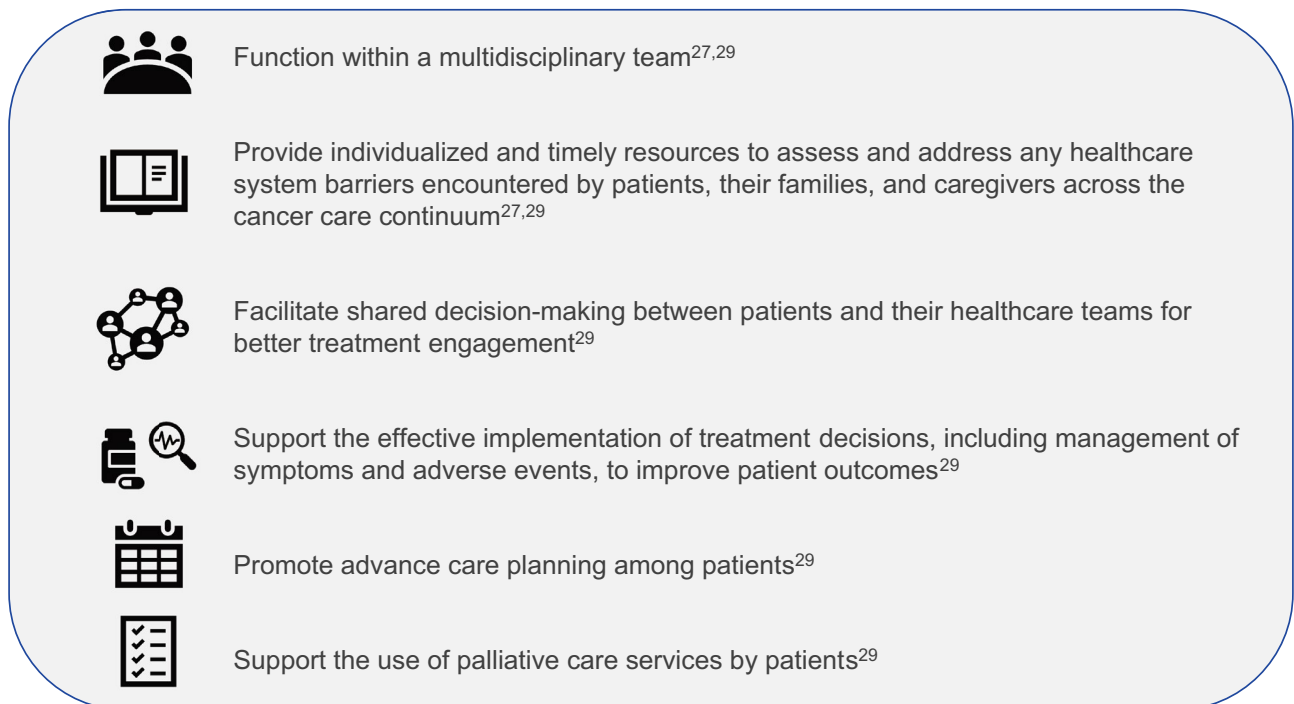 Function within a multidisciplinary team27,29
Provide individualized and timely resources to assess and address any healthcare
system barriers encountered by patients, their families, and caregivers across the
cancer care continuum27,29
Facilitate shared decision-making between patients and their healthcare teams for
better treatment engagement29
Support the effective implementation of treatment decisions, including management of
symptoms and adverse events, to improve patient outcomes29
Promote advance care planning among patients29
Support the use of palliative care services by patients29